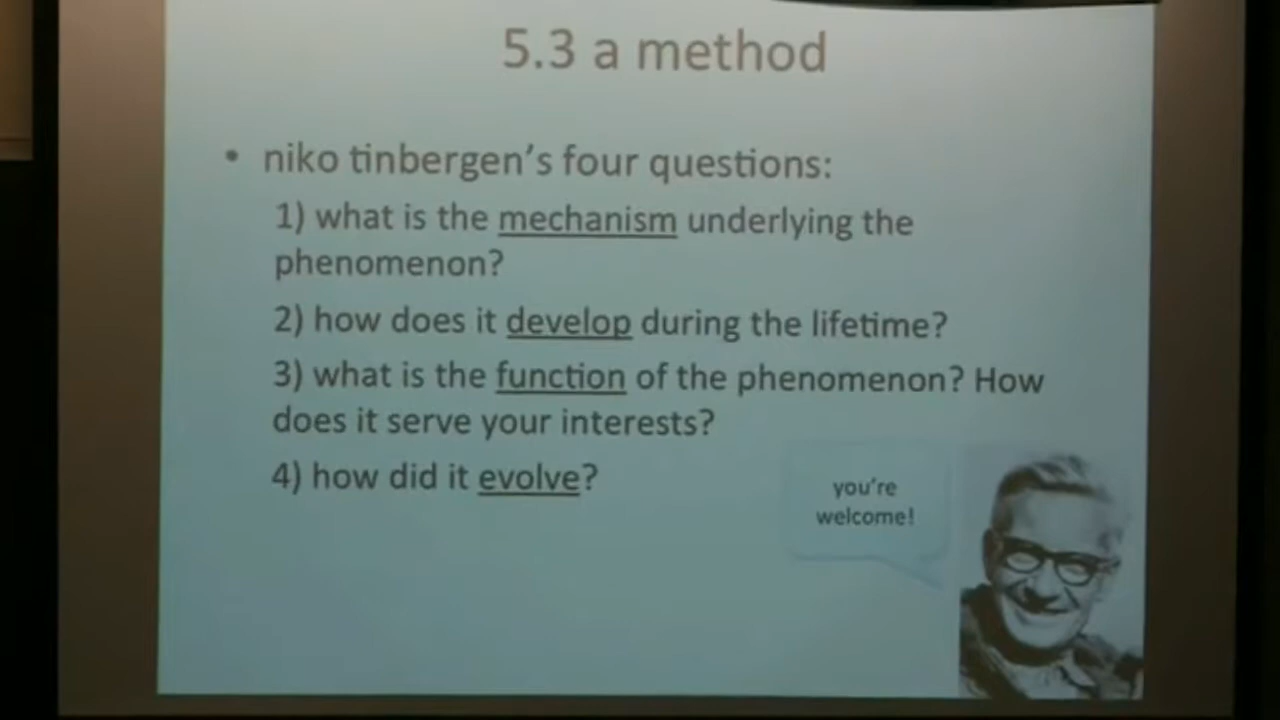 5.3 a method
• niko tinbergen's four questions:
1) what is the mechanism underlying the
phenomenon?
2) how does it develop during the lifetime?
3) what is the function of the phenomenon? How
does it serve your interests?
4) how did it evolve?
you're
welcome!